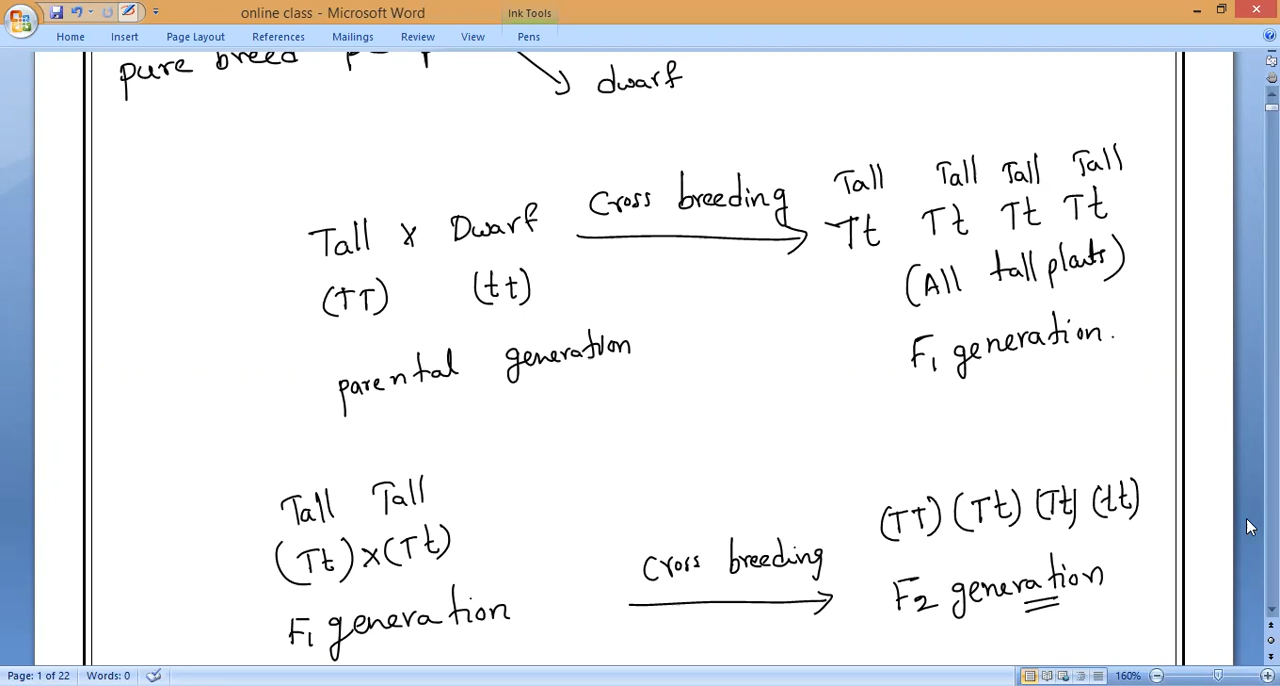 online class - Microsoft Word
Ink Tools
Home Insert Page Layout References Mailings Review View Pens
pure breed
dwarf
Tall x Dwarf Cross breeding Tall Tall Tall Tall
(TT) (tt) Tt Tt Tt Tt
(All tall plants)
parental generation F1 generation.
Tall Tall
(Tt)x(Tt) Cross breeding (TT) (Tt) (Tt) (tt)
F1 generation F2 generation
Page: 1 of 22 Words: 0 160%